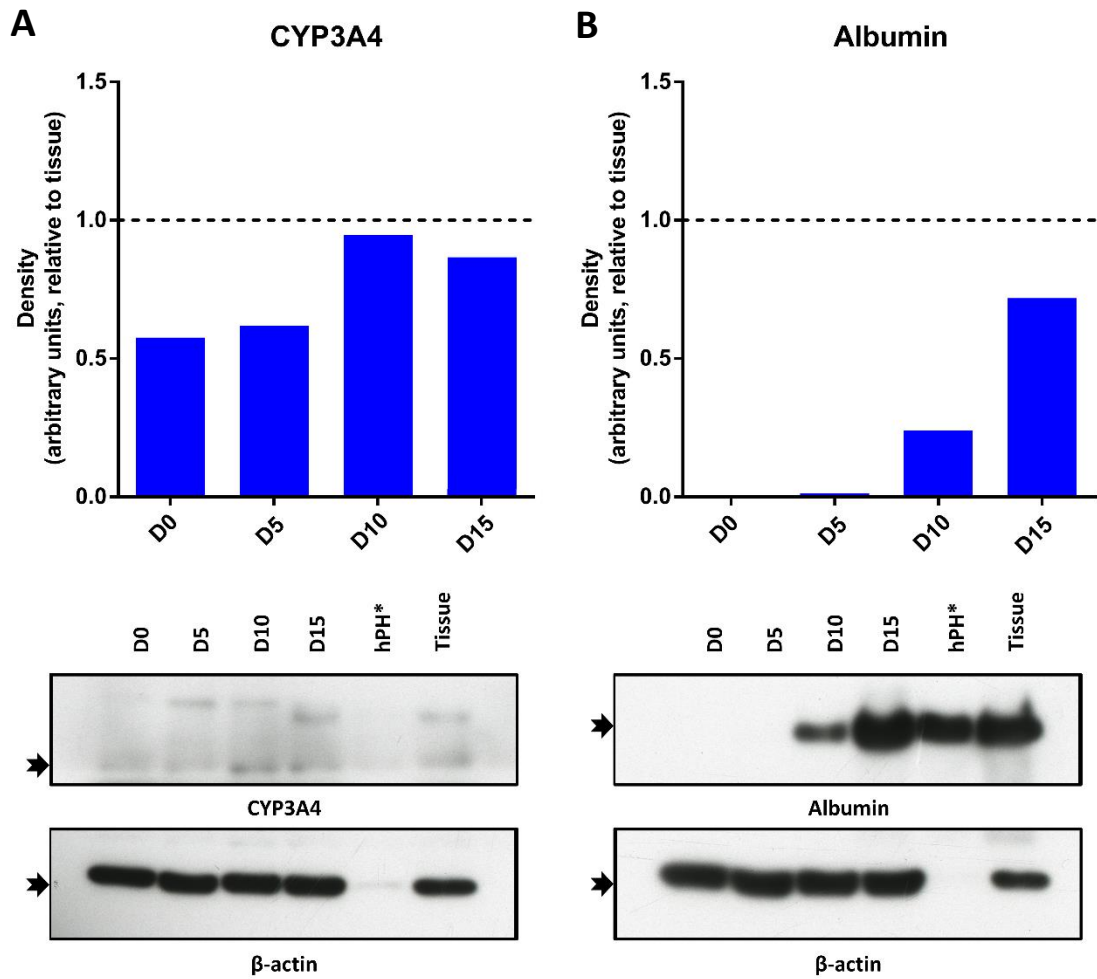 A
CYP3A4
Density
(arbitrary units, relative to tissue)
1.5
1.0
0.5
0.0
D0
D5
D10
D15
D0
D5
D10
D15
hPH*
Tissue
CYP3A4
β-actin
B
Albumin
Density
(arbitrary units, relative to tissue)
1.5
1.0
0.5
0.0
D0
D5
D10
D15
D0
D5
D10
D15
hPH*
Tissue
Albumin
β-actin